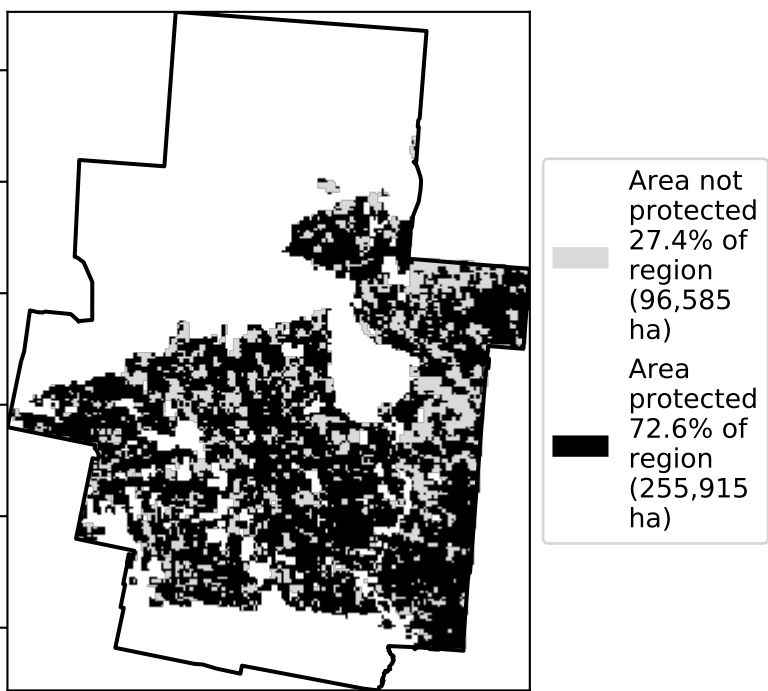 Area not
protected
27.4% of
region
(96,585
ha)
Area
protected
72.6% of
region
(255,915
ha)